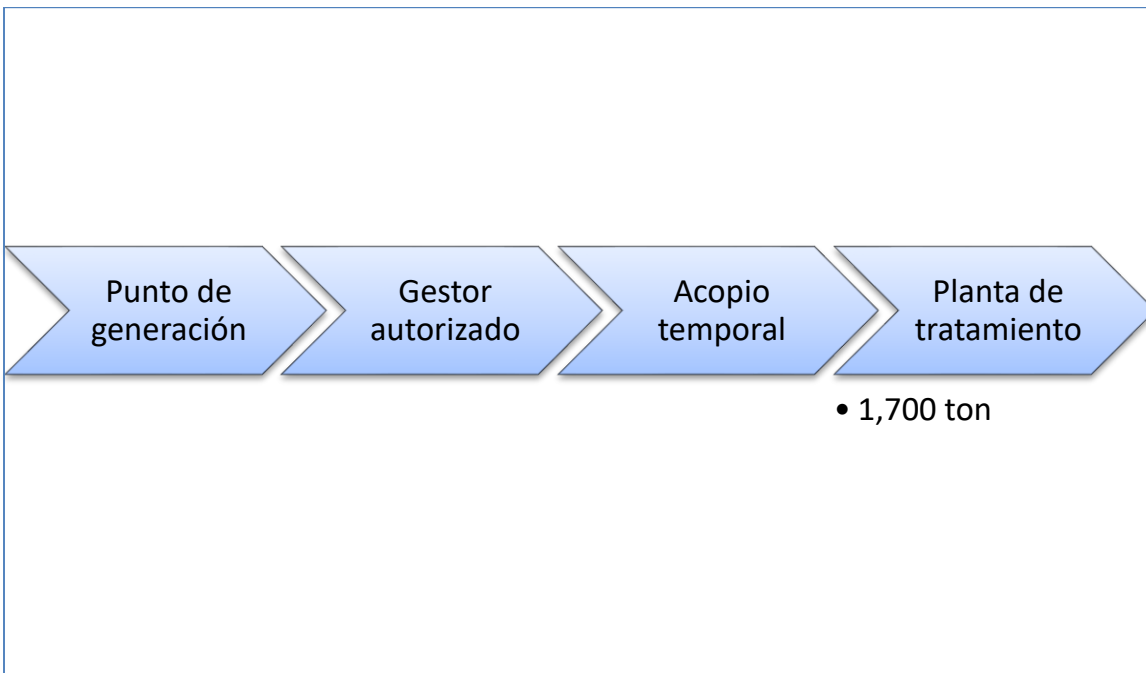 Punto de
generación
Gestor
autorizado
Acopio
temporal
Planta de
tratamiento
• 1,700 ton